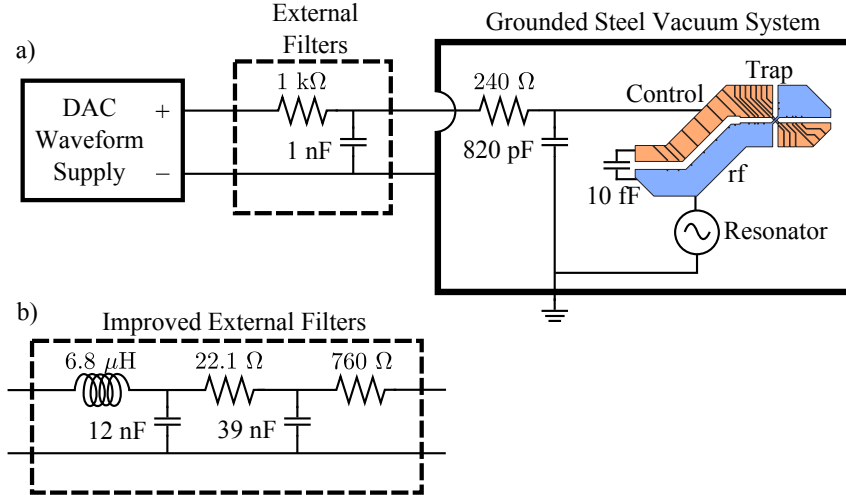 a)
External
Filters
Grounded Steel Vacuum System
DAC
Waveform
Supply
+
−
1 kΩ
1 nF
240 Ω
820 pF
Control
Trap
10 fF
rf
Resonator
b)
Improved External Filters
6.8 μH
22.1 Ω
760 Ω
12 nF
39 nF